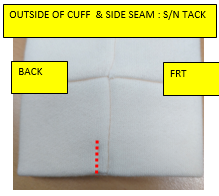 OUTSIDE OF CUFF & SIDE SEAM : S/N TACK
BACK
FRT